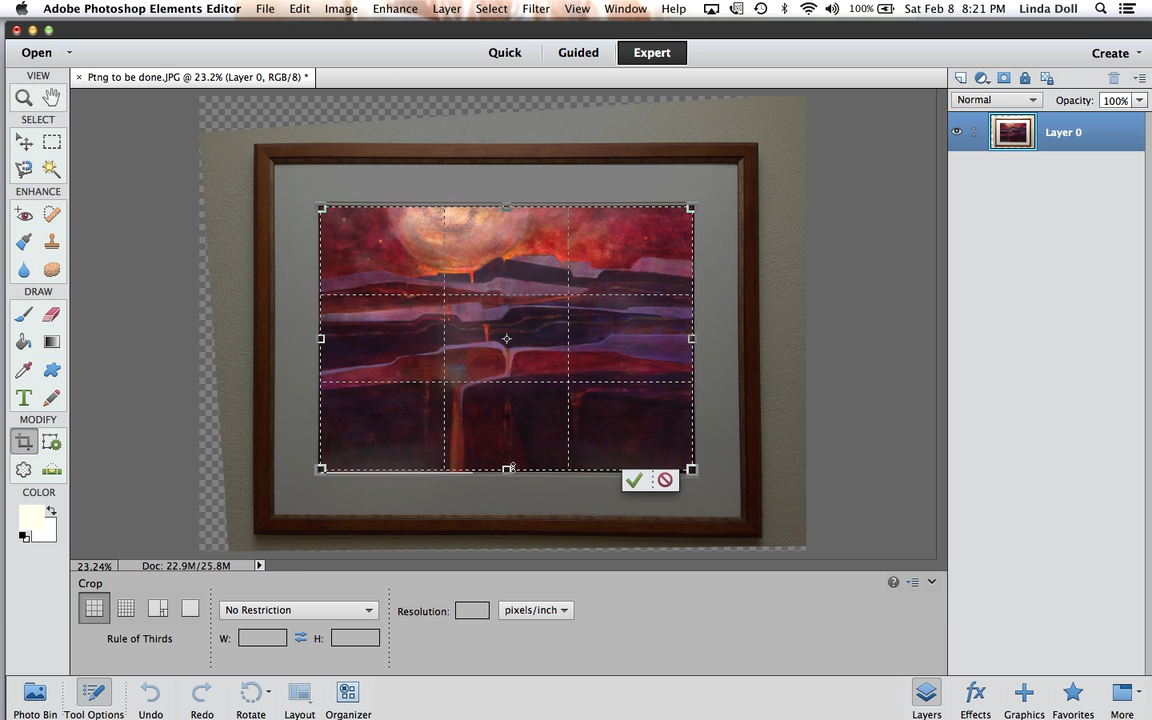 Adobe Photoshop Elements Editor File Edit Image Enhance Layer Select Filter View Window Help 100% Sat Feb 8 8:21 PM Linda Doll
Open Quick Guided Expert Create
VIEW
× Ptng to be done.JPG @ 23.2% (Layer 0, RGB/8) *
Normal Opacity: 100%
SELECT
Layer 0
ENHANCE
DRAW
T
MODIFY
COLOR
23.24% Doc: 22.9M/25.8M
Crop
No Restriction Resolution: pixels/inch
Rule of Thirds W: H:
fx
Photo Bin Tool Options Undo Redo Rotate Layout Organizer Layers Effects Graphics Favorites More